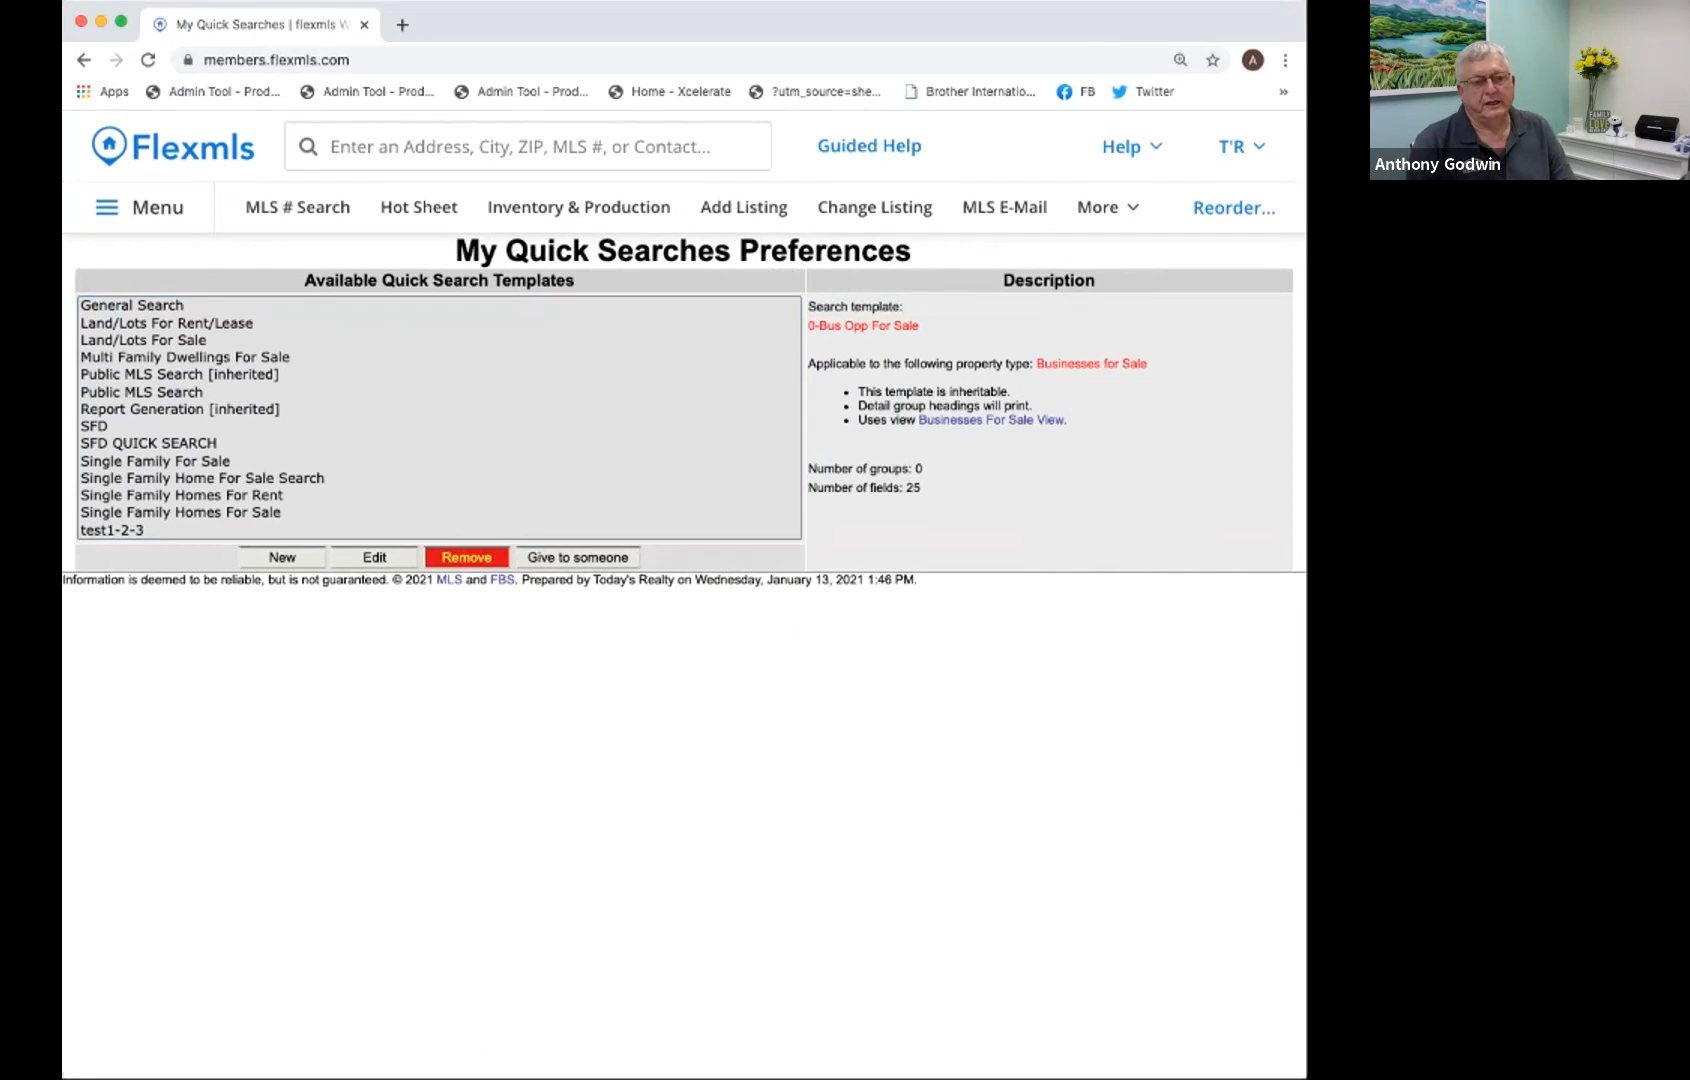 My Quick Searches | flexmls W
members.flexmls.com
A
Apps Admin Tool - Prod... Admin Tool - Prod... Admin Tool - Prod... Home - Xcelerate ?utm_source=she... Brother Internatio... FB Twitter »
Flexmls Enter an Address, City, ZIP, MLS #, or Contact... Guided Help Help T'R
Menu MLS # Search Hot Sheet Inventory & Production Add Listing Change Listing MLS E-Mail More Reorder...
My Quick Searches Preferences
Available Quick Search Templates
General Search
Land/Lots For Rent/Lease
Land/Lots For Sale
Multi Family Dwellings For Sale
Public MLS Search [inherited]
Public MLS Search
Report Generation [inherited]
SFD
SFD QUICK SEARCH
Single Family For Sale
Single Family Home For Sale Search
Single Family Homes For Rent
Single Family Homes For Sale
test1-2-3
New Edit Remove Give to someone
Description
Search template:
0-Bus Opp For Sale
Applicable to the following property type: Businesses for Sale
• This template is inheritable.
• Detail group headings will print.
• Uses view Businesses For Sale View.
Number of groups: 0
Number of fields: 25
Information is deemed to be reliable, but is not guaranteed. © 2021 MLS and FBS. Prepared by Today's Realty on Wednesday, January 13, 2021 1:46 PM.
FAMILY
LOVE
Anthony Godwin